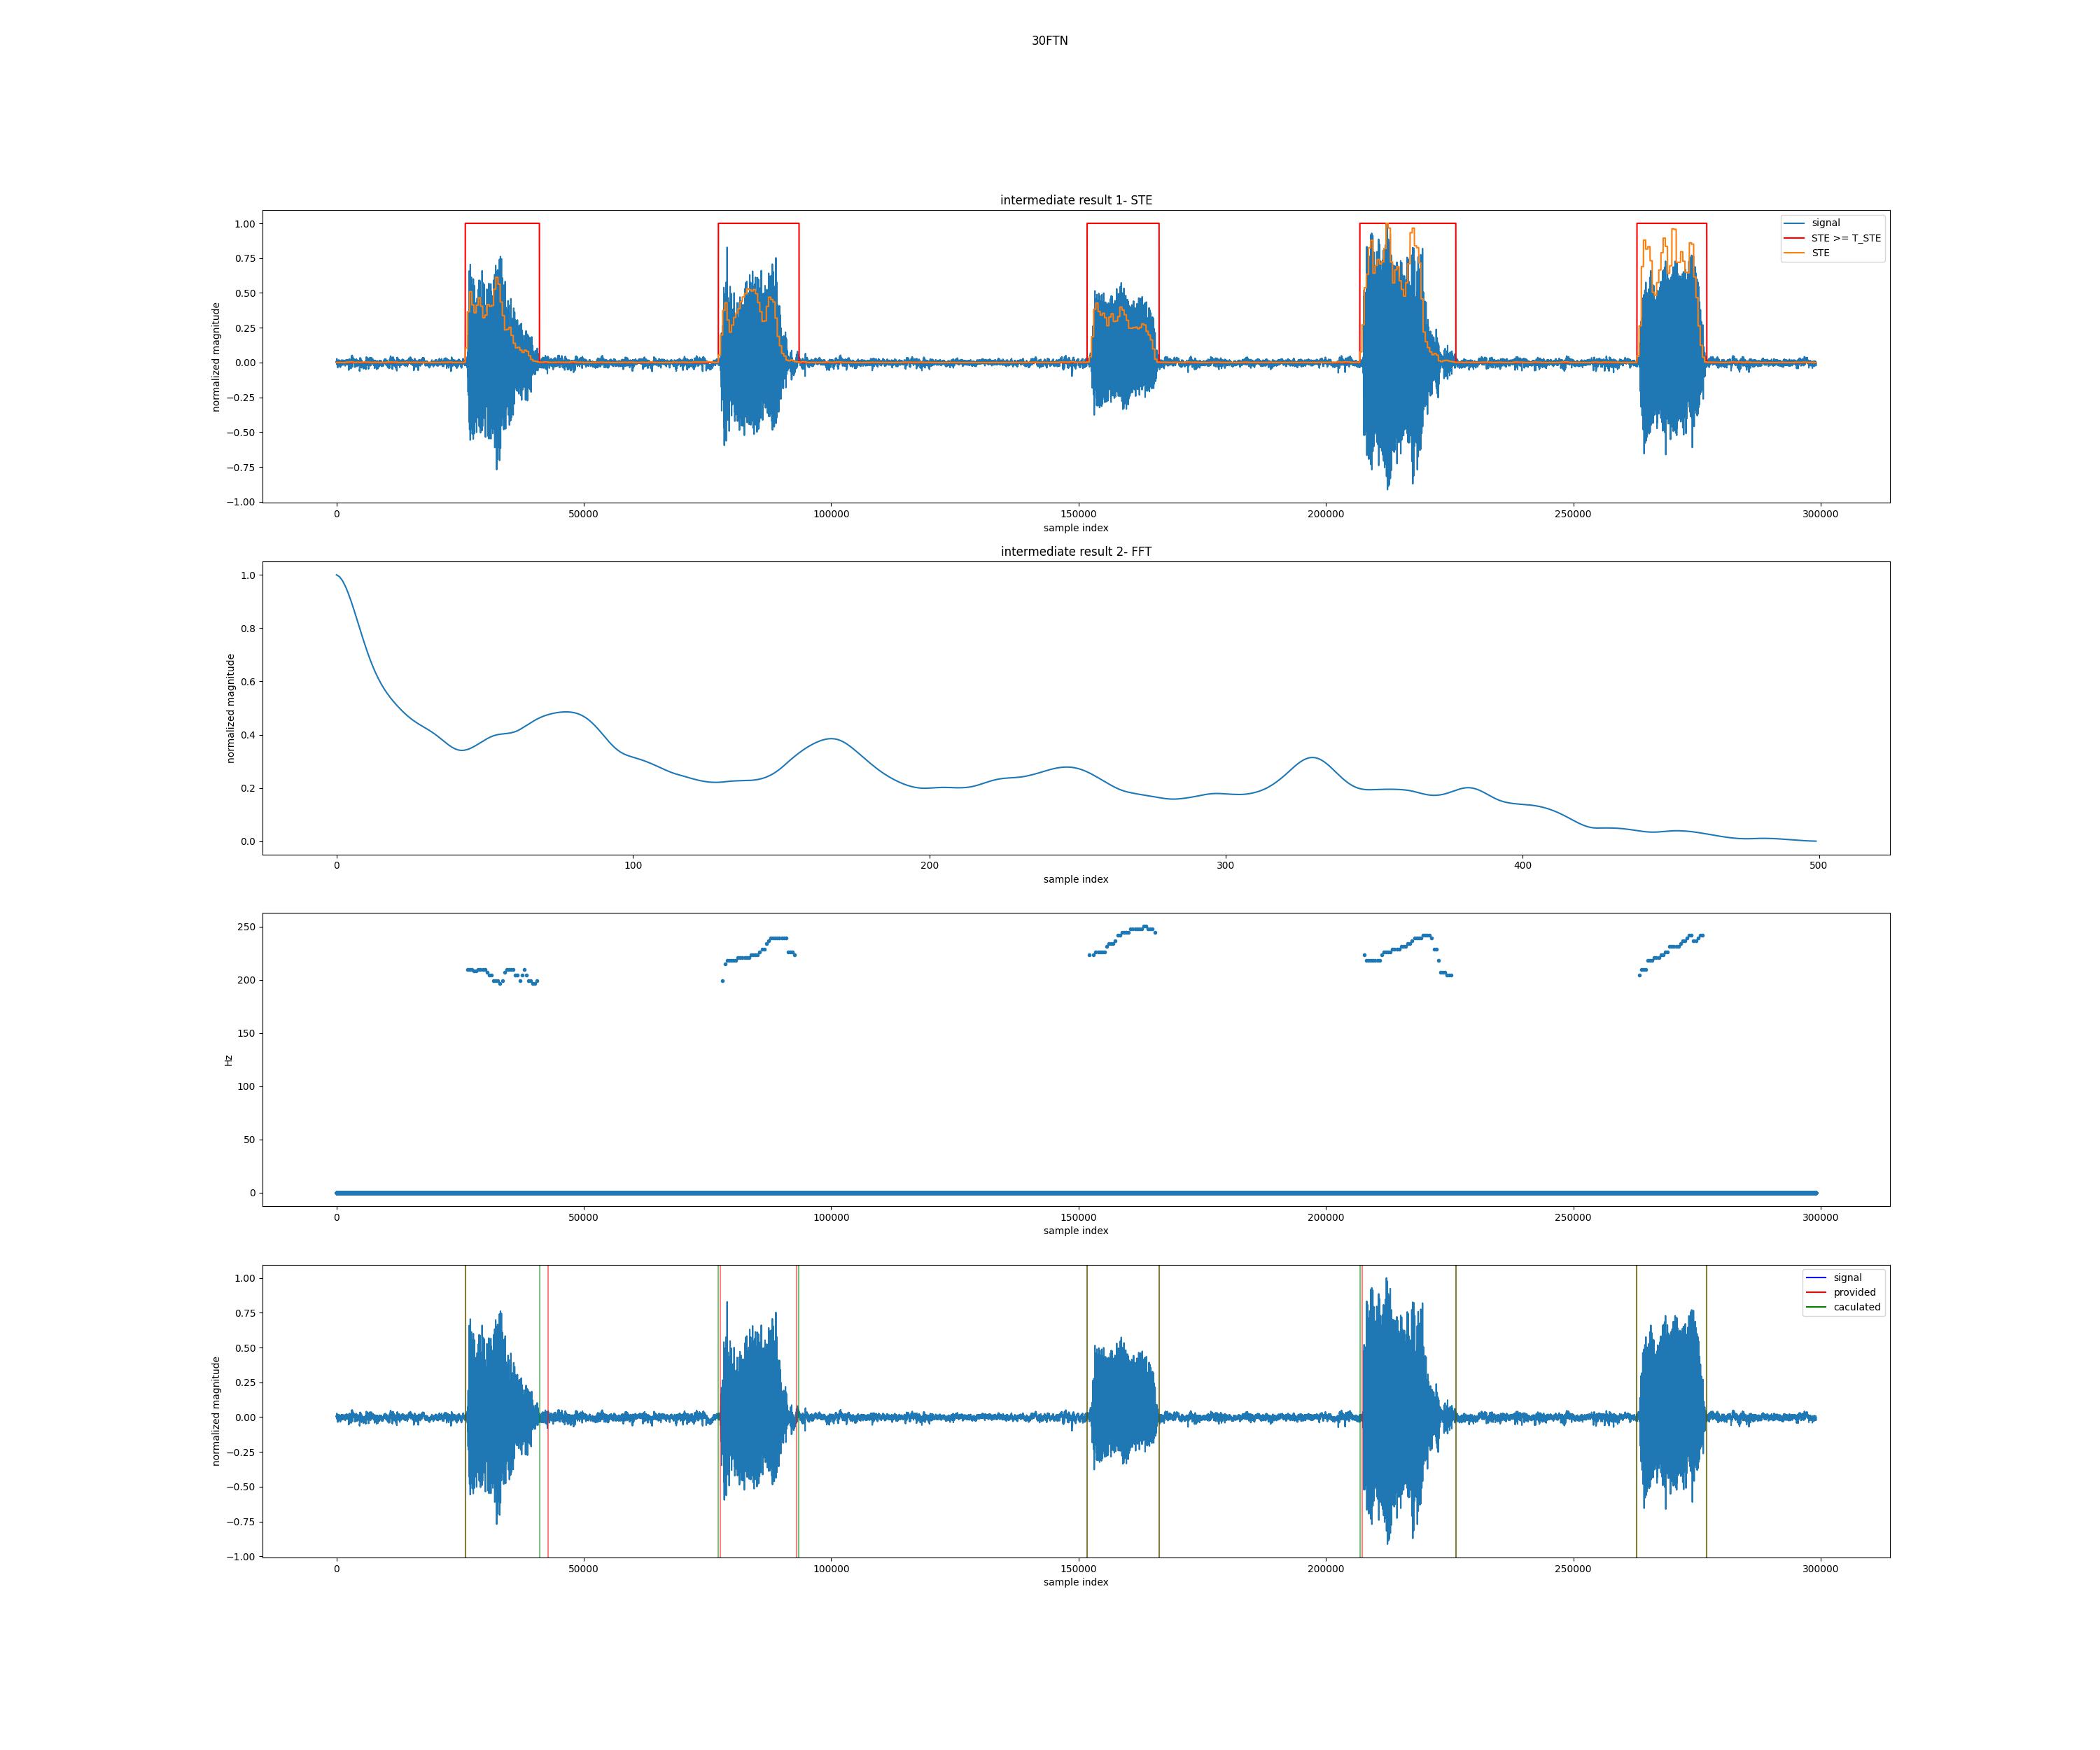 30FTN
intermediate result 1- STE
normalized magnitude
1.00
0.75
0.50
0.25
0.00
−0.25
−0.50
−0.75
−1.00
signal
STE >= T_STE
STE
0 50000 100000 150000 200000 250000 300000
sample index
intermediate result 2- FFT
normalized magnitude
1.0
0.8
0.6
0.4
0.2
0.0
0 100 200 300 400 500
sample index
Hz
250
200
150
100
50
0
0 50000 100000 150000 200000 250000 300000
sample index
normalized magnitude
1.00
0.75
0.50
0.25
0.00
−0.25
−0.50
−0.75
−1.00
signal
provided
caculated
0 50000 100000 150000 200000 250000 300000
sample index